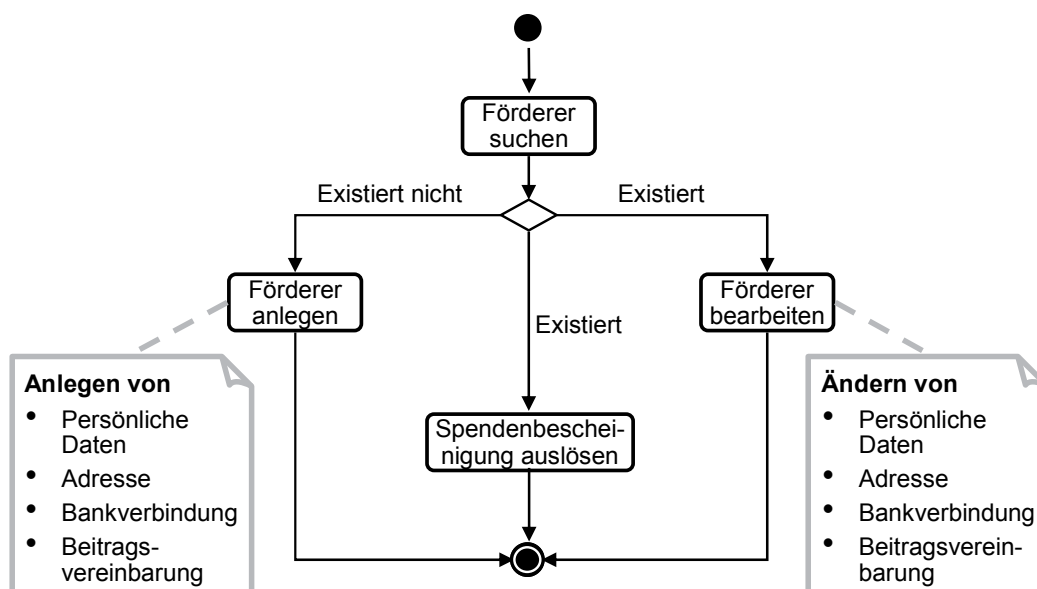 Förderer
suchen
Existiert nicht
Existiert
Förderer
anlegen
Existiert
Förderer
bearbeiten
Anlegen von
• Persönliche
Daten
• Adresse
• Bankverbindung
• Beitrags-
vereinbarung
Spendenbeschei-
nigung auslösen
Ändern von
• Persönliche
Daten
• Adresse
• Bankverbindung
• Beitragsverein-
barung